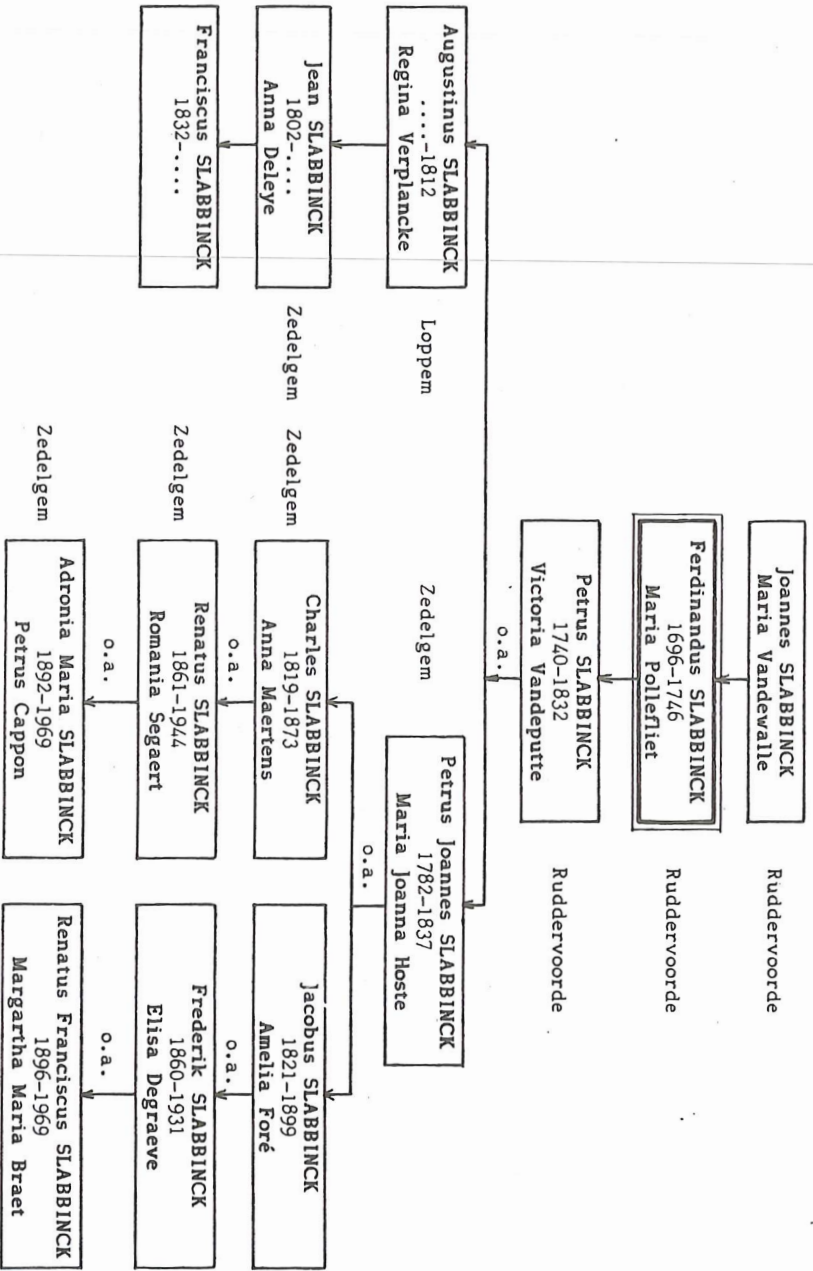 Joannes SLABBINCK
Maria Vandewalle
Ruddervoorde
Ferdinandus SLABBINCK
1696-1746
Maria Pollefliet
Ruddervoorde
Petrus SLABBINCK
1740-1832
Victoria Vandeputte
Ruddervoorde
o.a.
Augustinus SLABBINCK
....-1812
Regina Verplancke
Loppem
Zedelgem
Petrus Joannes SLABBINCK
1782-1837
Maria Joanna Hoste
o.a.
Jean SLABBINCK
1802-....
Anna Deleye
Zedelgem
Zedelgem
Charles SLABBINCK
1819-1873
Anna Maertens
Jacobus SLABBINCK
1821-1899
Amelia Foré
o.a.
o.a.
Franciscus SLABBINCK
1832-....
Zedelgem
Renatus SLABBINCK
1861-1944
Romania Segaert
Frederik SLABBINCK
1860-1931
Elisa Degraeve
o.a.
o.a.
Zedelgem
Adronia Maria SLABBINCK
1892-1969
Petrus Cappon
Renatus Franciscus SLABBINCK
1896-1969
Margartha Maria Braet